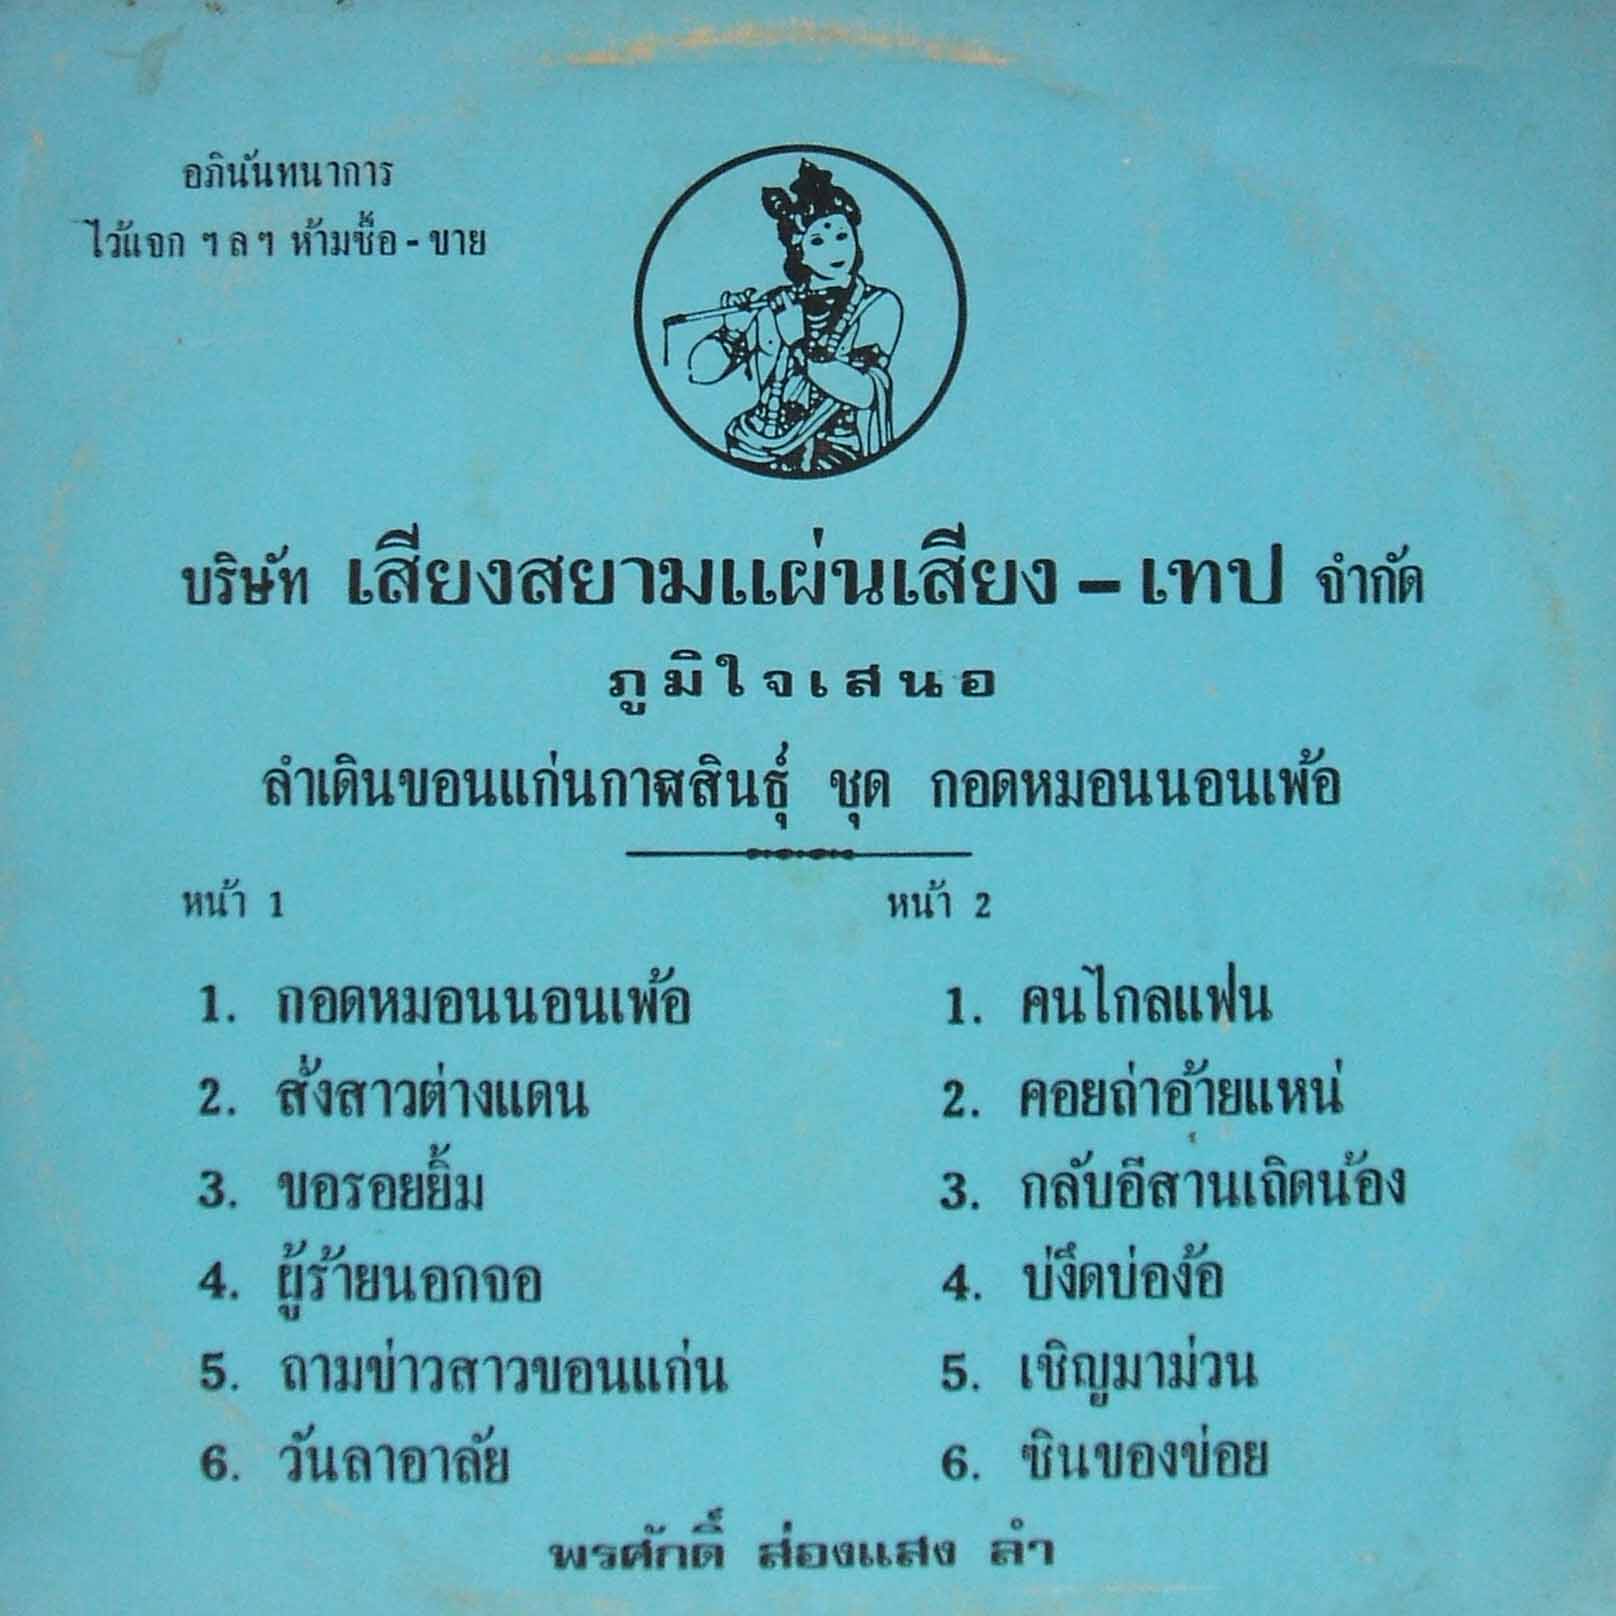 อภินันทนาการ
ไว้แจก ฯลฯ ห้ามซื้อ - ขาย
บริษัท เสียงสยามแผ่นเสียง - เทป จำกัด
ภูมิใจเสนอ
ลำเดินขอนแก่นกาฬสินธุ์ ชุด กอดหมอนนอนเพ้อ
หน้า 1
1. กอดหมอนนอนเพ้อ
2. สั่งสาวต่างแดน
3. ขอรอยยิ้ม
4. ผู้ร้ายนอกจอ
5. ถามข่าวสาวขอนแก่น
6. วันลาอาลัย
หน้า 2
1. คนไกลแฟน
2. คอยถ่าอ้ายแหน่
3. กลับอีสานเถิดน้อง
4. บ่งึดบ่อง้อ
5. เชิญมาม่วน
6. ซินของข่อย
พรศักดิ์ ส่องแสง ลำ